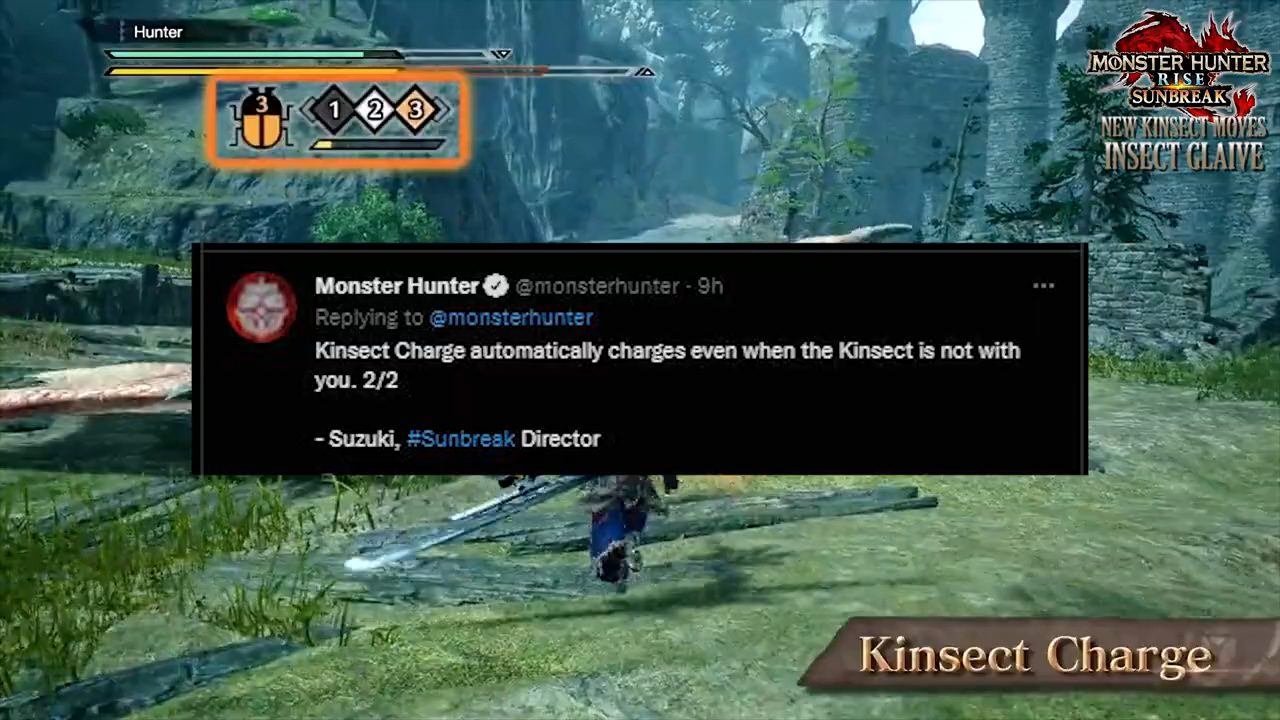 Hunter
3
1 2 3
MONSTER HUNTER
RISE
SUNBREAK
NEW KINSECT MOVES
INSECT GLAIVE
Monster Hunter @monsterhunter · 9h
Replying to @monsterhunter
Kinsect Charge automatically charges even when the Kinsect is not with
you. 2/2
- Suzuki, #Sunbreak Director
Kinsect Charge